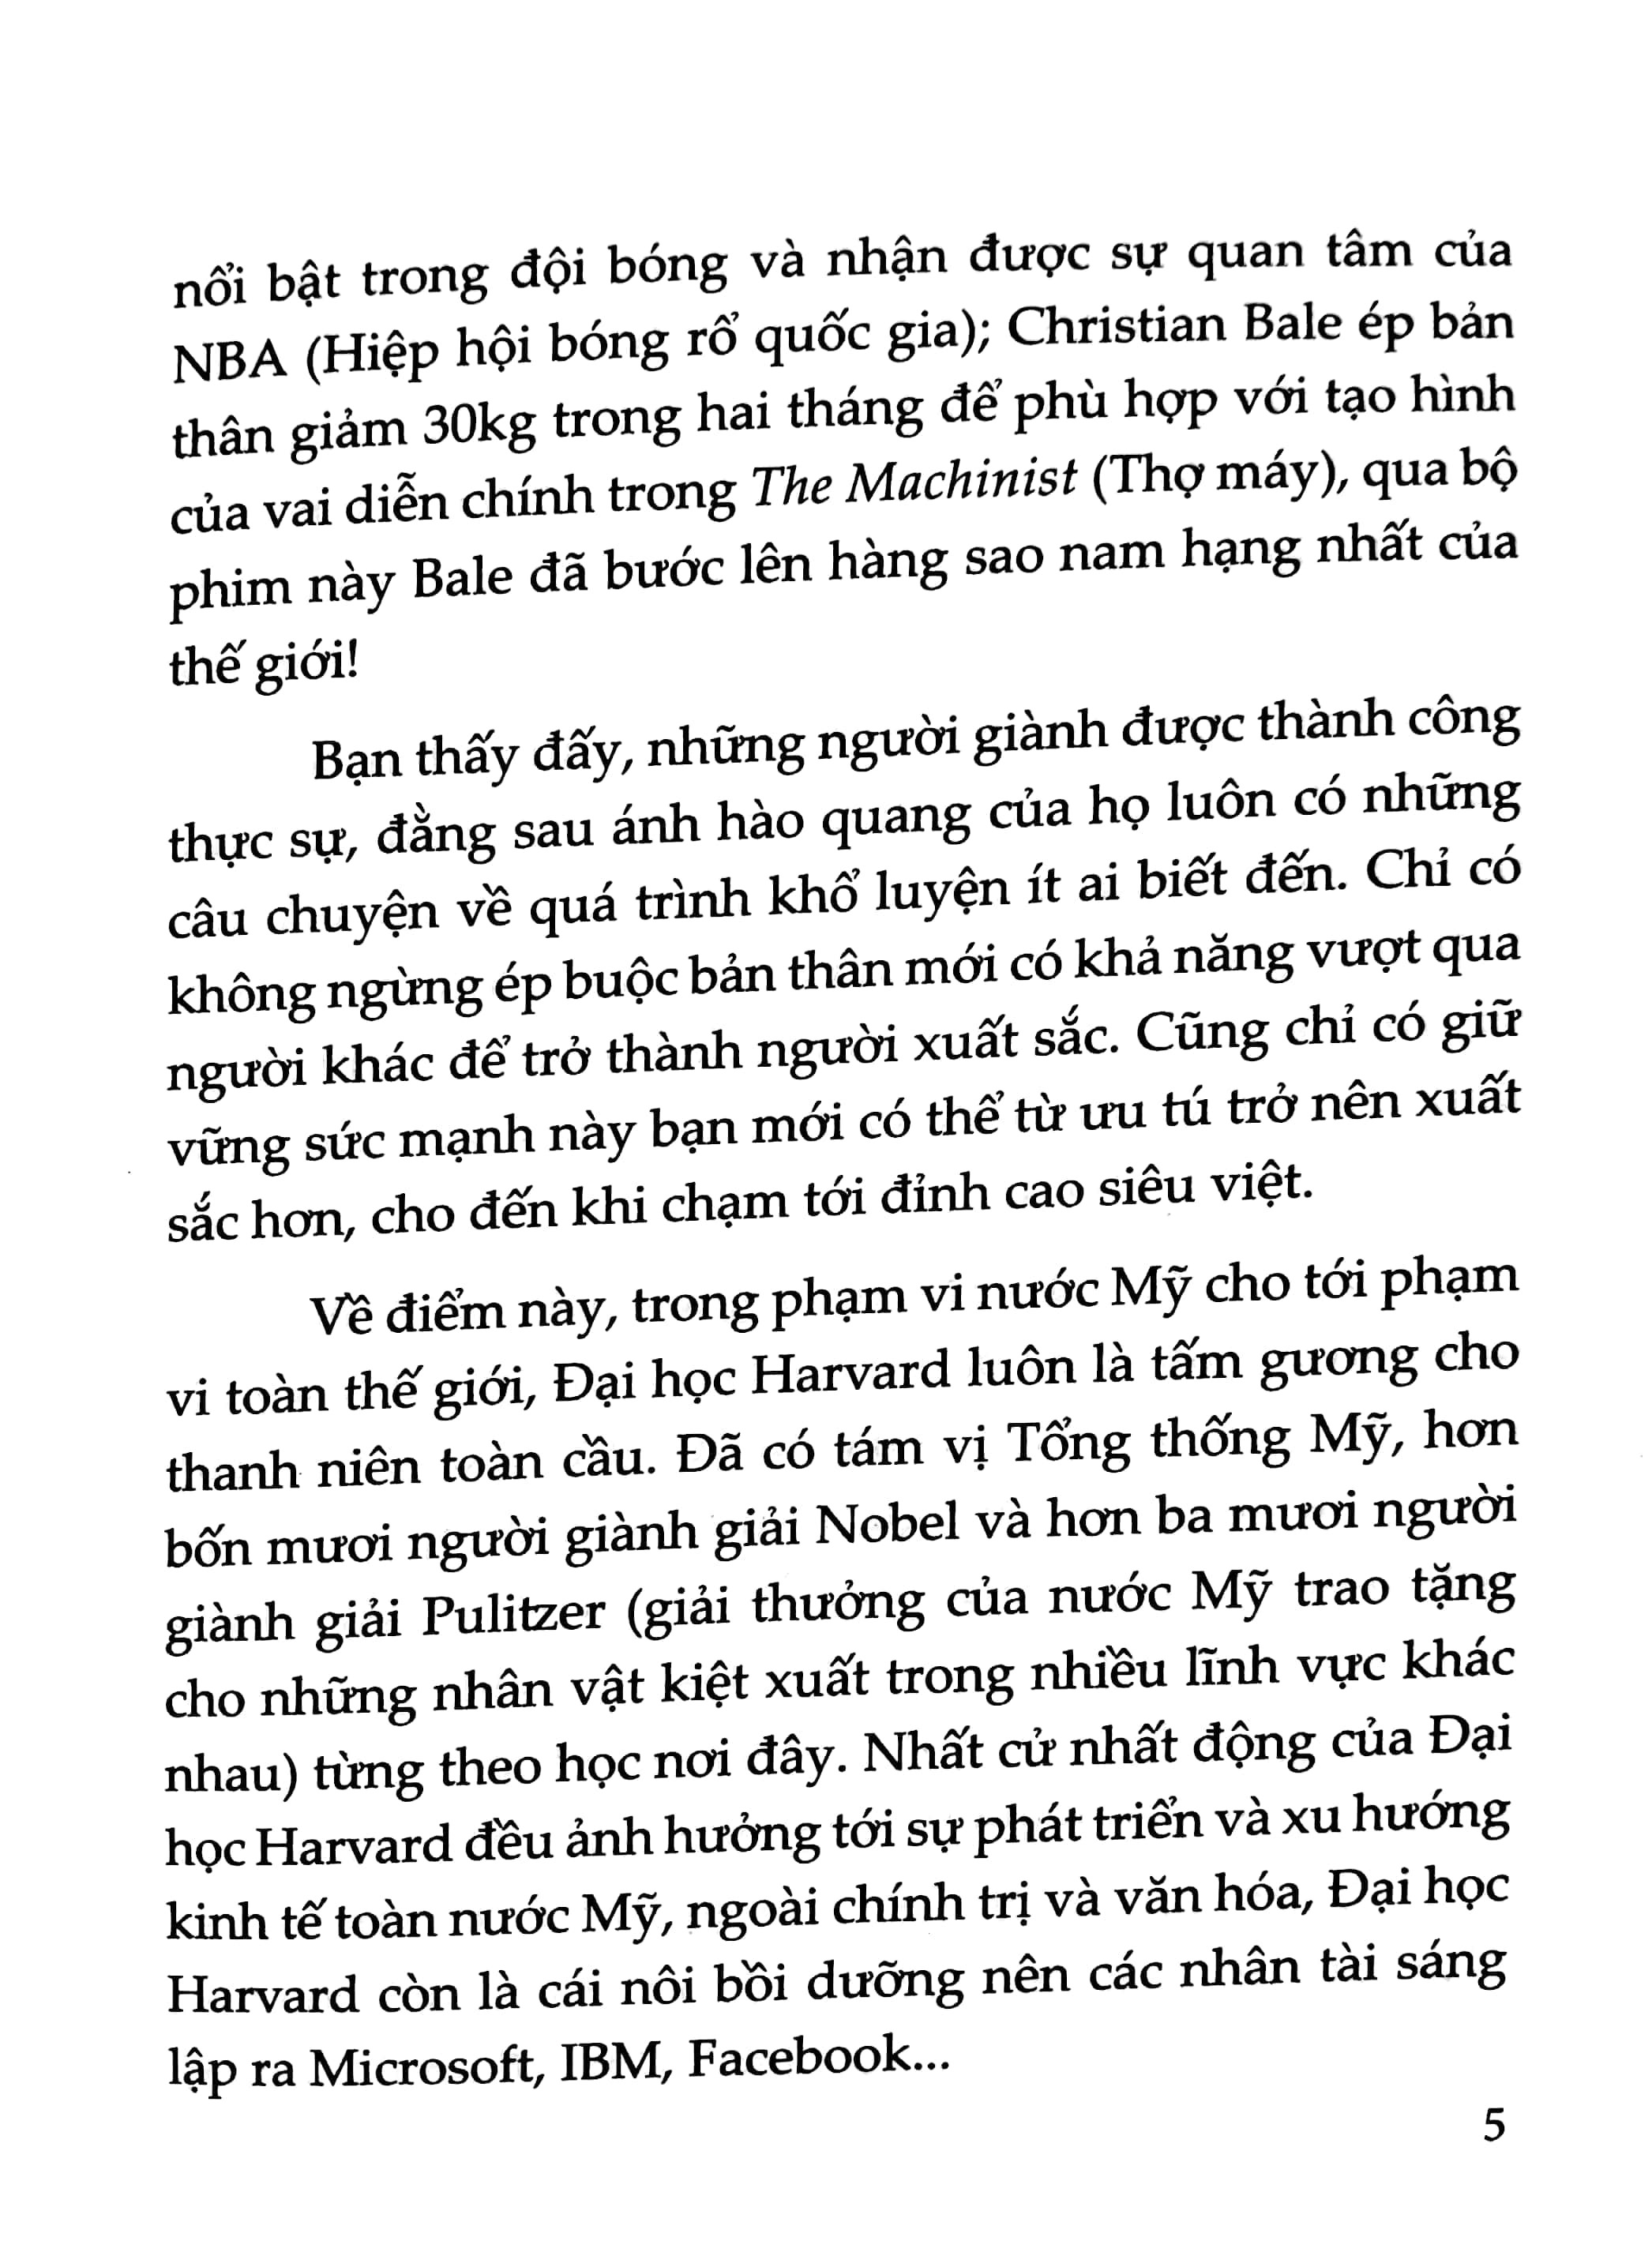 nổi bật trong đội bóng và nhận được sự quan tâm của
NBA (Hiệp hội bóng rổ quốc gia); Christian Bale ép bản
thân giảm 30kg trong hai tháng để phù hợp với tạo hình
của vai diễn chính trong The Machinist (Thợ máy), qua bộ
phim này Bale đã bước lên hàng sao nam hạng nhất của
thế giới!
Bạn thấy đấy, những người giành được thành công
thực sự, đằng sau ánh hào quang của họ luôn có những
câu chuyện về quá trình khổ luyện ít ai biết đến. Chỉ có
không ngừng ép buộc bản thân mới có khả năng vượt qua
người khác để trở thành người xuất sắc. Cũng chỉ có giữ
vững sức mạnh này bạn mới có thể từ ưu tú trở nên xuất
sắc hơn, cho đến khi chạm tới đỉnh cao siêu việt.
Về điểm này, trong phạm vi nước Mỹ cho tới phạm
vi toàn thế giới, Đại học Harvard luôn là tấm gương cho
thanh niên toàn cầu. Đã có tám vị Tổng thống Mỹ, hơn
bốn mươi người giành giải Nobel và hơn ba mươi người
giành giải Pulitzer (giải thưởng của nước Mỹ trao tặng
cho những nhân vật kiệt xuất trong nhiều lĩnh vực khác
nhau) từng theo học nơi đây. Nhất cử nhất động của Đại
học Harvard đều ảnh hưởng tới sự phát triển và xu hướng
kinh tế toàn nước Mỹ, ngoài chính trị và văn hóa, Đại học
Harvard còn là cái nôi bồi dưỡng nên các nhân tài sáng
lập ra Microsoft, IBM, Facebook...
5